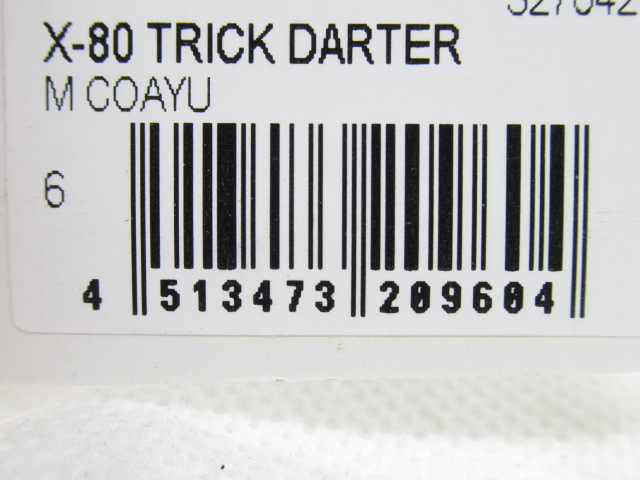 X-80 TRICK DARTER
M COAYU
6
4 513473 209604